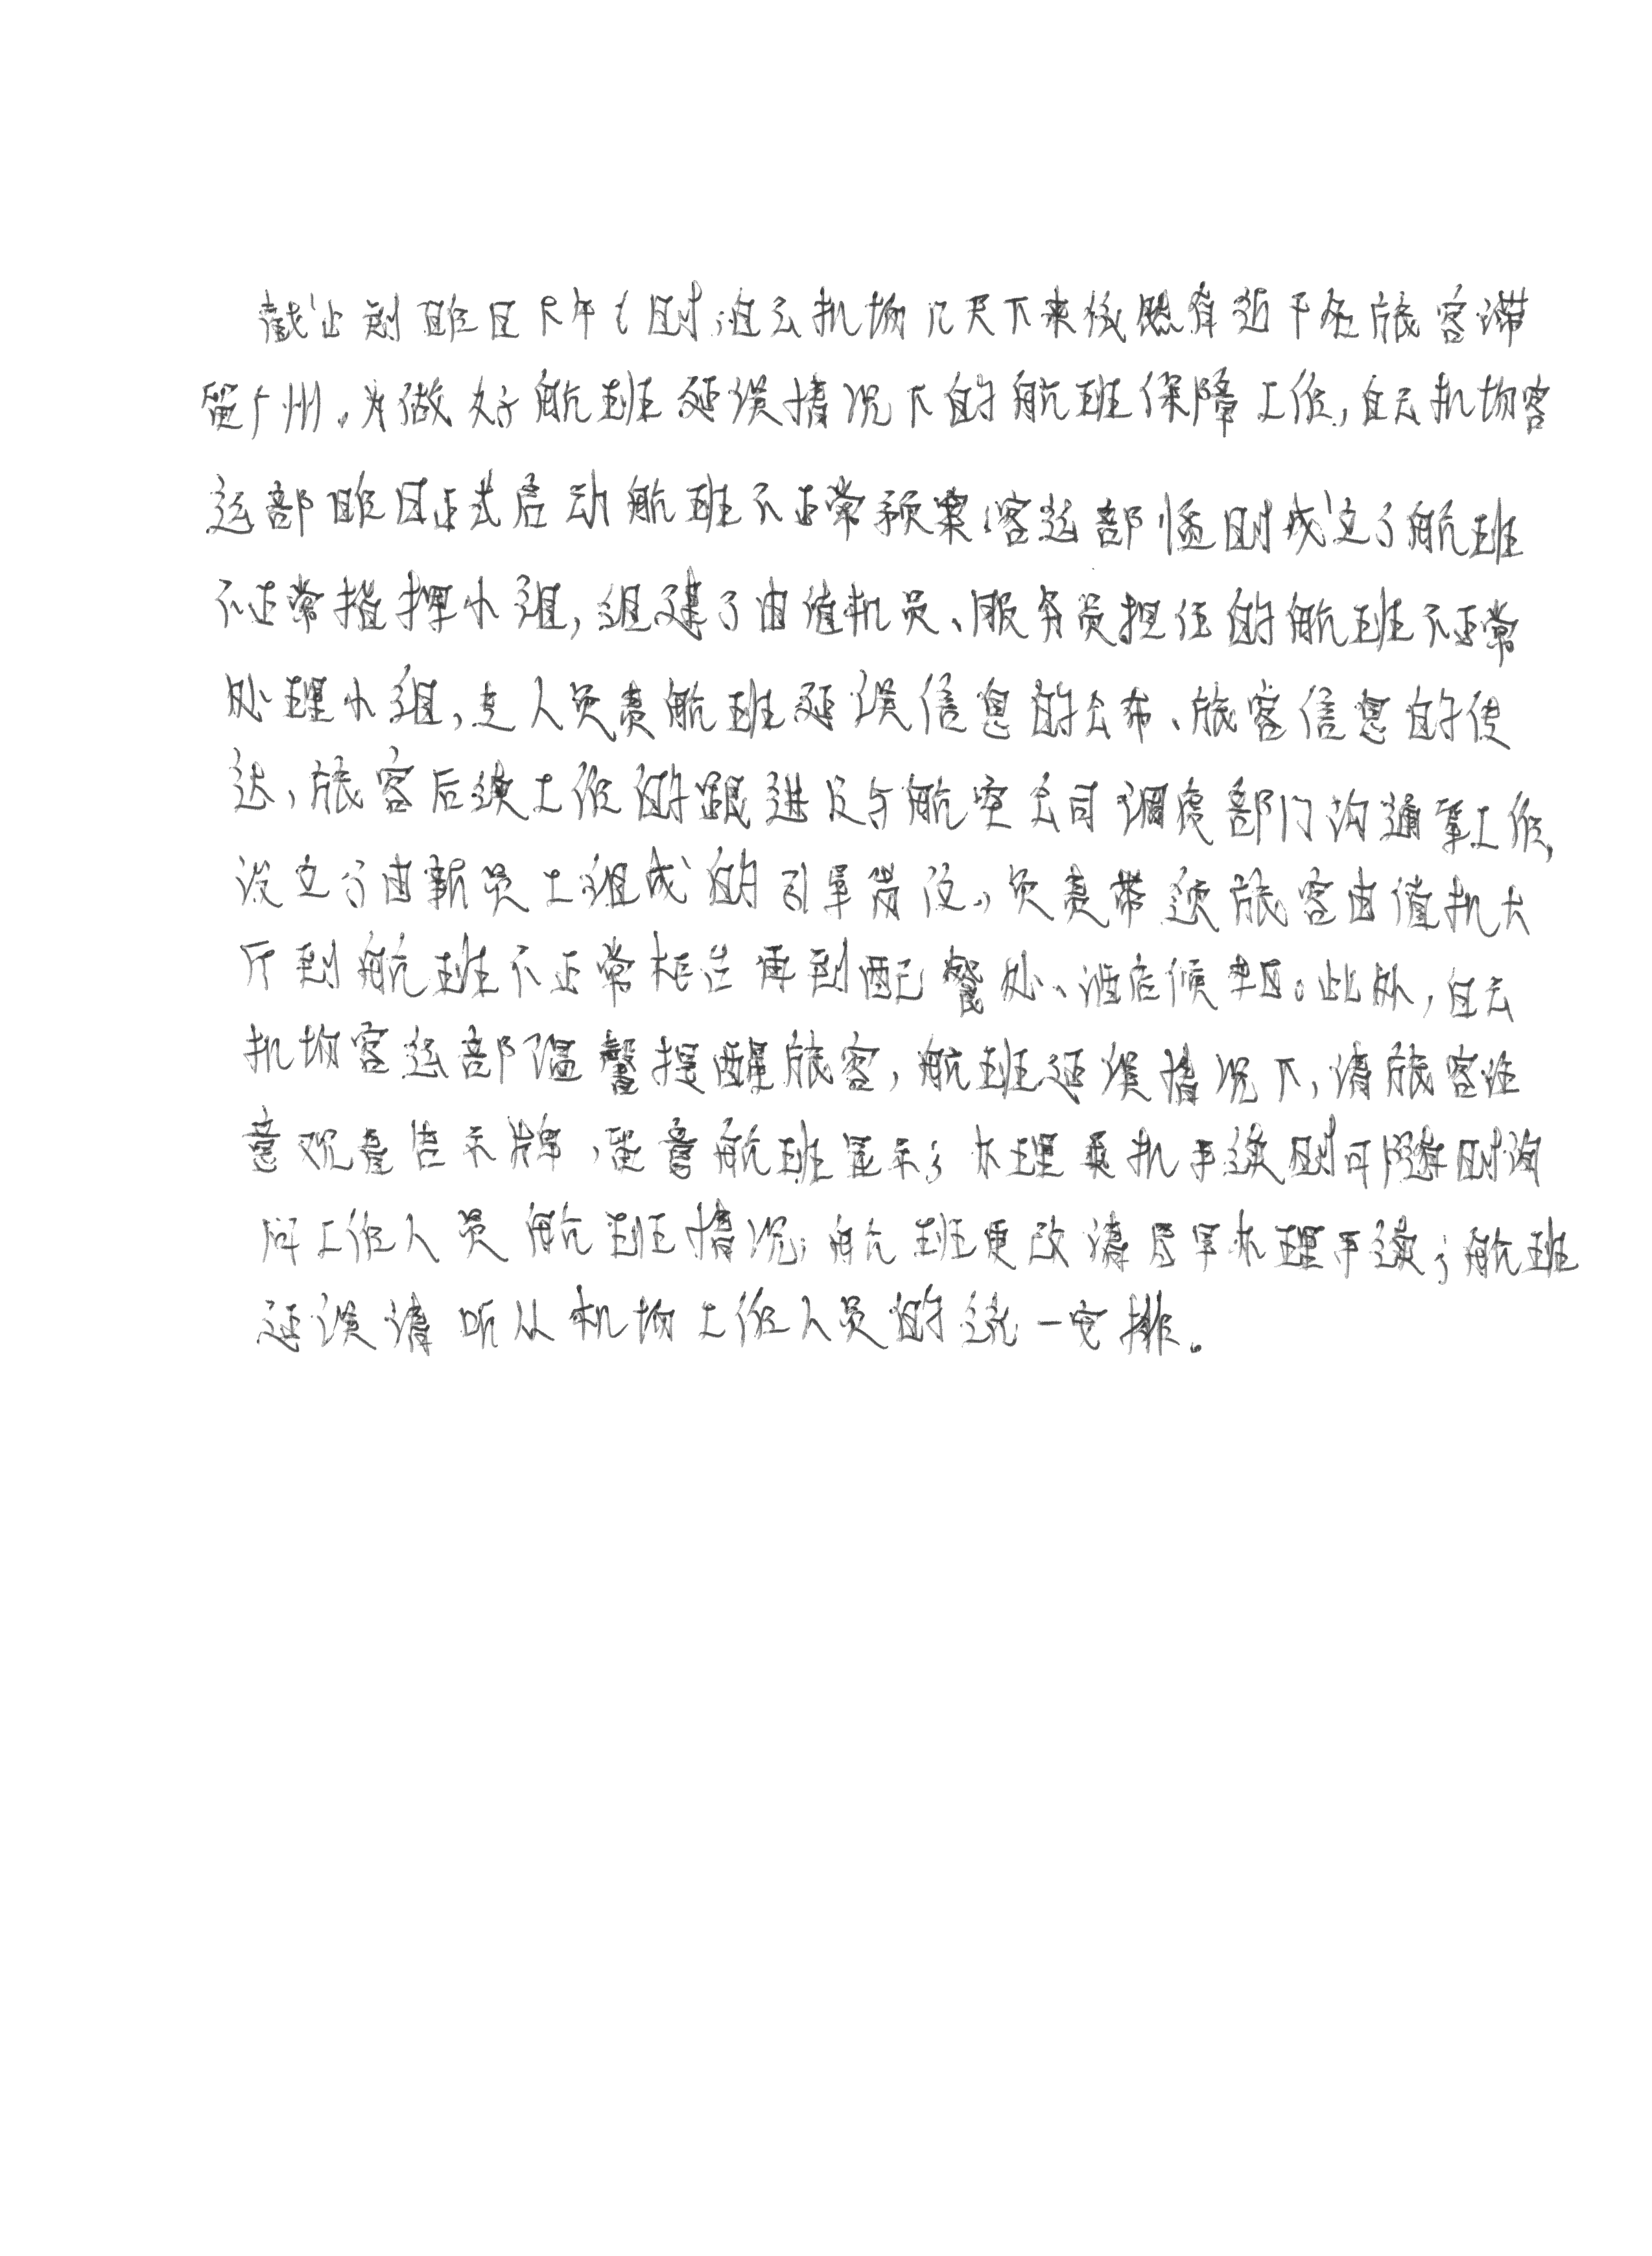 截止到昨日下午6时,白云机场几天下来依然有近千名旅客滞
留广州。为做好航班延误情况下的航班保障工作,白云机场客
运部昨日正式启动航班不正常预案:客运部随时成立了航班
不正常指挥小组,组建了由值机员、服务员担任的航班不正常
处理小组,专人负责航班延误信息的公布、旅客信息的传
达,旅客后续工作的跟进及与航空公司调度部门沟通等工作,
设立了由新员工组成的引导岗位,负责带领旅客由值机大
厅到航班不正常柜台再到配餐处、酒店候车区。此外,白云
机场客运部温馨提醒旅客,航班延误情况下,请旅客注
意观看告示牌,留意航班显示;办理乘机手续时可随时询
问工作人员航班情况;航班更改请尽早办理手续;航班
延误请听从机场工作人员的统一安排。